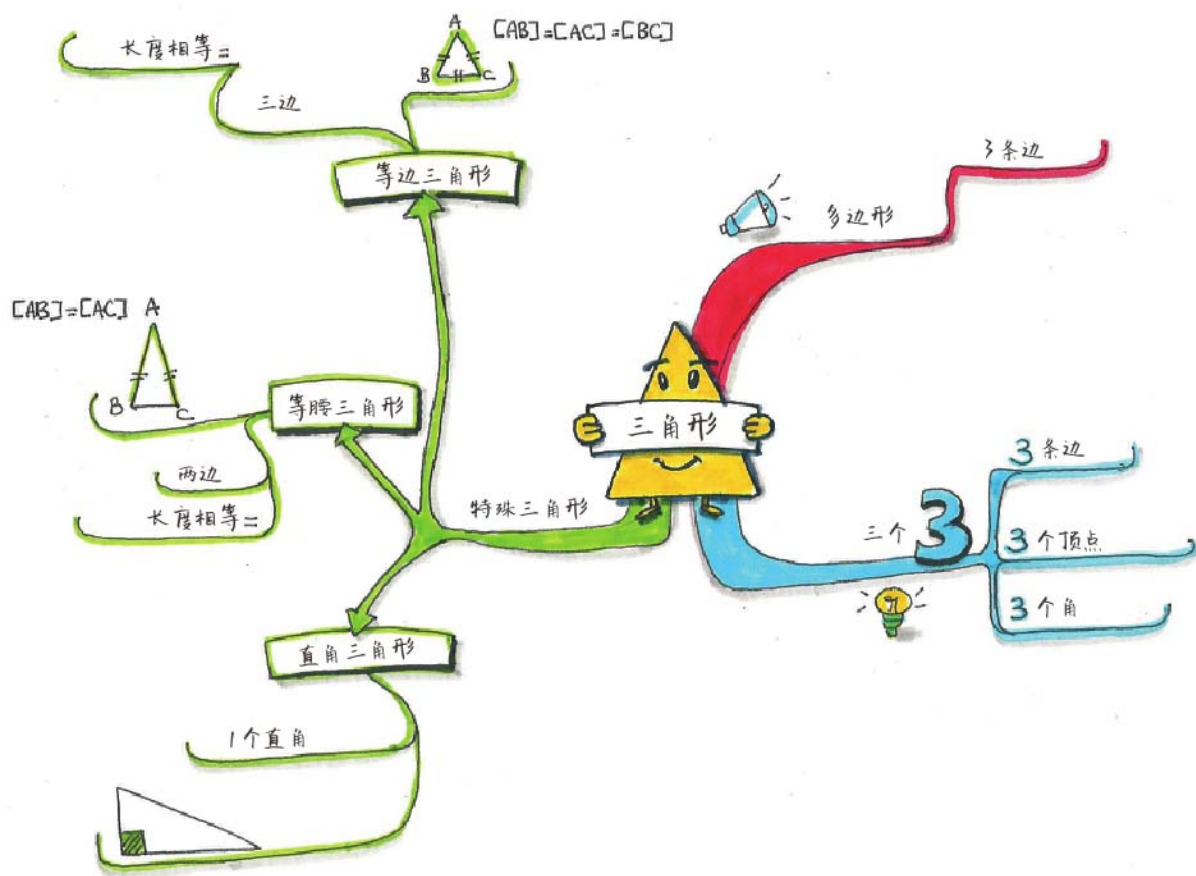 三角形
多边形
3条边
三个3
3条边
3个顶点
3个角
特殊三角形
等边三角形
三边
长度相等=
A
B C
[AB]=[AC]=[BC]
等腰三角形
[AB]=[AC]
A
B C
两边
长度相等=
直角三角形
1个直角